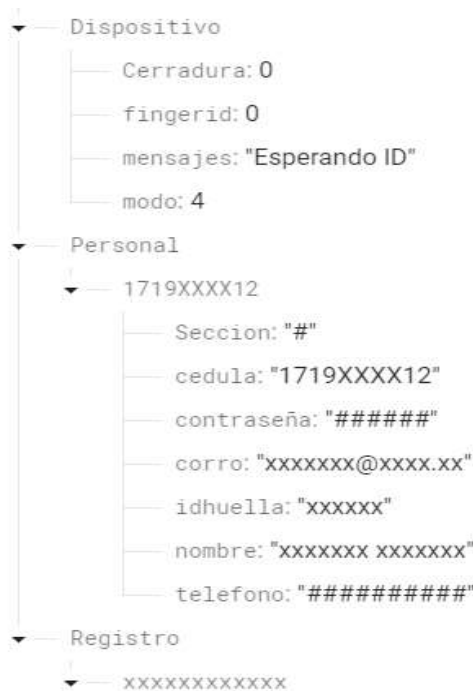 Dispositivo
Cerradura: 0
fingerid: 0
mensajes: "Esperando ID"
modo: 4
Personal
1719XXXX12
Seccion: "#"
cedula: "1719XXXX12"
contraseña: "######"
corro: "xxxxxxx@xxxx.xx"
idhuella: "xxxxxx"
nombre: "xxxxxxx xxxxxxx"
telefono: "##########"
Registro
xxxxxxxxxxxx